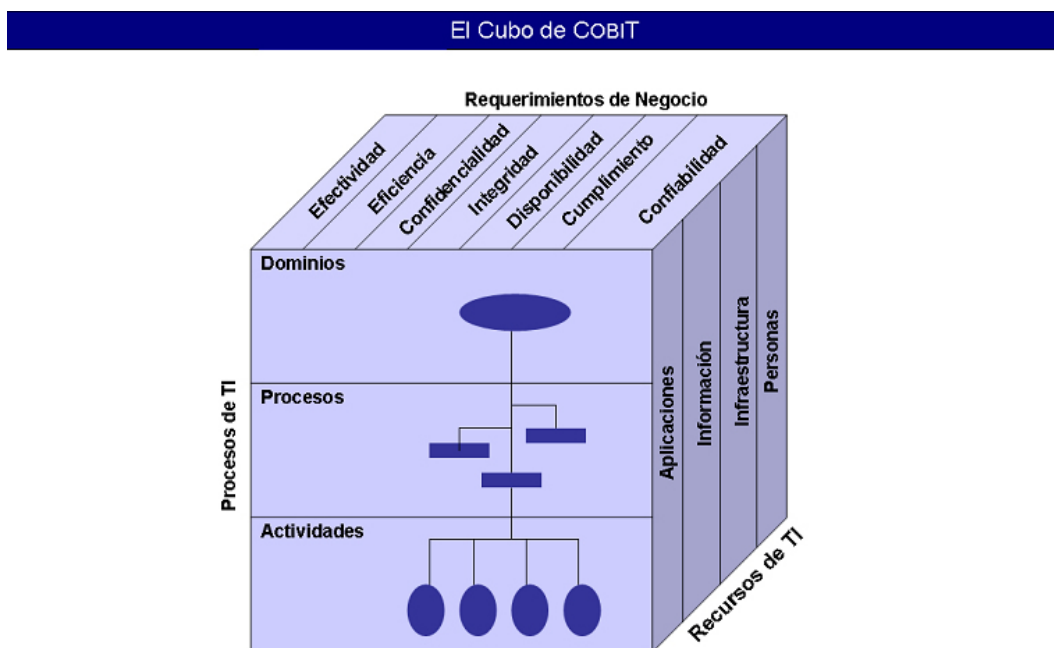 El Cubo de COBIT
Requerimientos de Negocio
Efectividad
Eficiencia
Confidencialidad
Integridad
Disponibilidad
Cumplimiento
Confiabilidad
Dominios
Procesos
Actividades
Procesos de TI
Aplicaciones
Información
Infraestructura
Personas
Recursos de TI